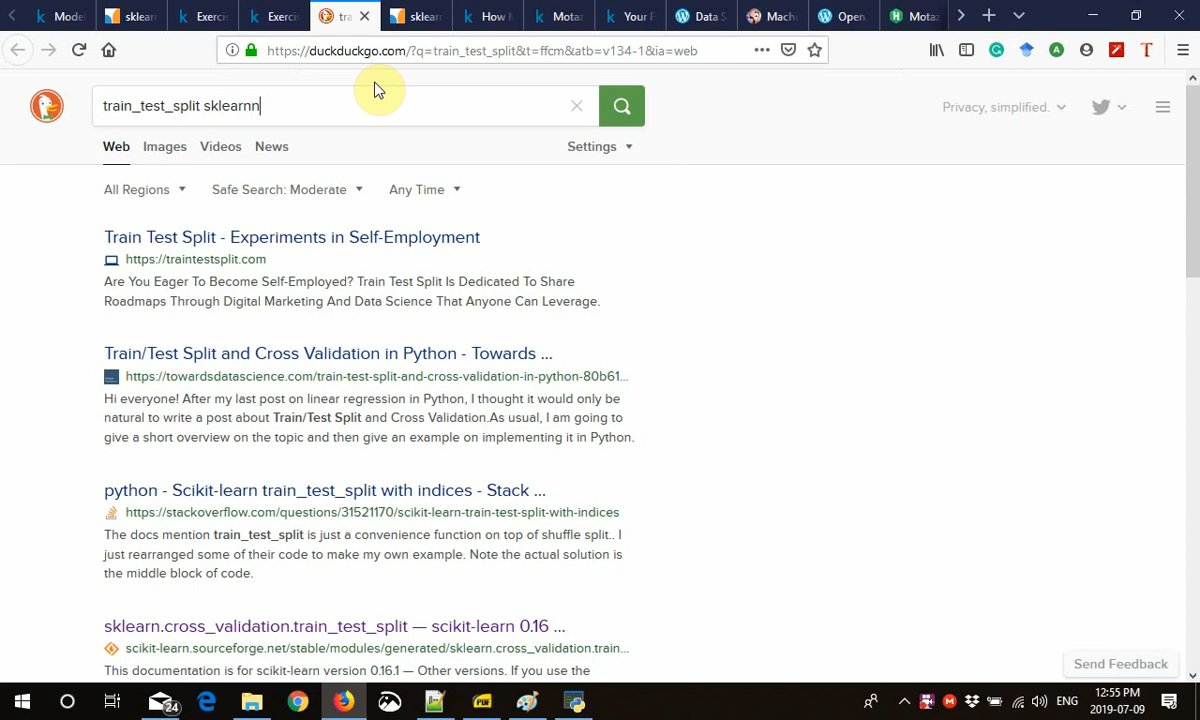 Model
sklearn
Exercis
Exercis
tra
sklearn
How
Motaz
Your F
Data S
Mach
Open
Motaz
https://duckduckgo.com/?q=train_test_split&t=ffcm&atb=v134-1&ia=web
train_test_split sklearnn
Privacy, simplified.
Web Images Videos News Settings
All Regions Safe Search: Moderate Any Time
Train Test Split - Experiments in Self-Employment
https://traintestsplit.com
Are You Eager To Become Self-Employed? Train Test Split Is Dedicated To Share
Roadmaps Through Digital Marketing And Data Science That Anyone Can Leverage.
Train/Test Split and Cross Validation in Python - Towards ...
https://towardsdatascience.com/train-test-split-and-cross-validation-in-python-80b61...
Hi everyone! After my last post on linear regression in Python, I thought it would only be
natural to write a post about Train/Test Split and Cross Validation.As usual, I am going to
give a short overview on the topic and then give an example on implementing it in Python.
python - Scikit-learn train_test_split with indices - Stack ...
https://stackoverflow.com/questions/31521170/scikit-learn-train-test-split-with-indices
The docs mention train_test_split is just a convenience function on top of shuffle split.. I
just rearranged some of their code to make my own example. Note the actual solution is
the middle block of code.
sklearn.cross_validation.train_test_split — scikit-learn 0.16 ...
scikit-learn.sourceforge.net/stable/modules/generated/sklearn.cross_validation.train...
This documentation is for scikit-learn version 0.16.1 — Other versions. If you use the
Send Feedback
24
PDF
ENG
12:55 PM
2019-07-09